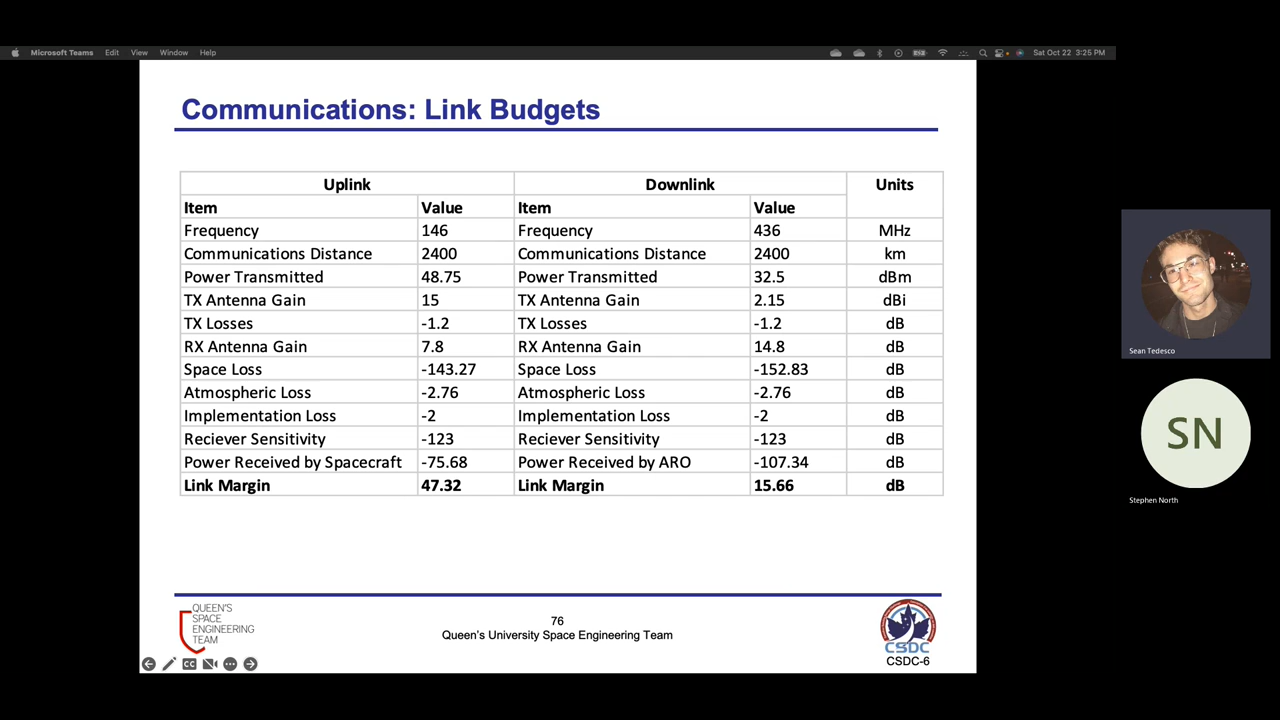 Microsoft Teams Edit View Window Help Sat Oct 22 3:25 PM
Communications: Link Budgets
Uplink Downlink Units
Item Value Item Value
Frequency 146 Frequency 436 MHz
Communications Distance 2400 Communications Distance 2400 km
Power Transmitted 48.75 Power Transmitted 32.5 dBm
TX Antenna Gain 15 TX Antenna Gain 2.15 dBi
TX Losses -1.2 TX Losses -1.2 dB
RX Antenna Gain 7.8 RX Antenna Gain 14.8 dB
Space Loss -143.27 Space Loss -152.83 dB
Atmospheric Loss -2.76 Atmospheric Loss -2.76 dB
Implementation Loss -2 Implementation Loss -2 dB
Reciever Sensitivity -123 Reciever Sensitivity -123 dB
Power Received by Spacecraft -75.68 Power Received by ARO -107.34 dB
Link Margin 47.32 Link Margin 15.66 dB
QUEEN'S
SPACE
ENGINEERING
TEAM
76
Queen's University Space Engineering Team
CSDC
CSDC-6
CC
Sean Tedesco
SN
Stephen North